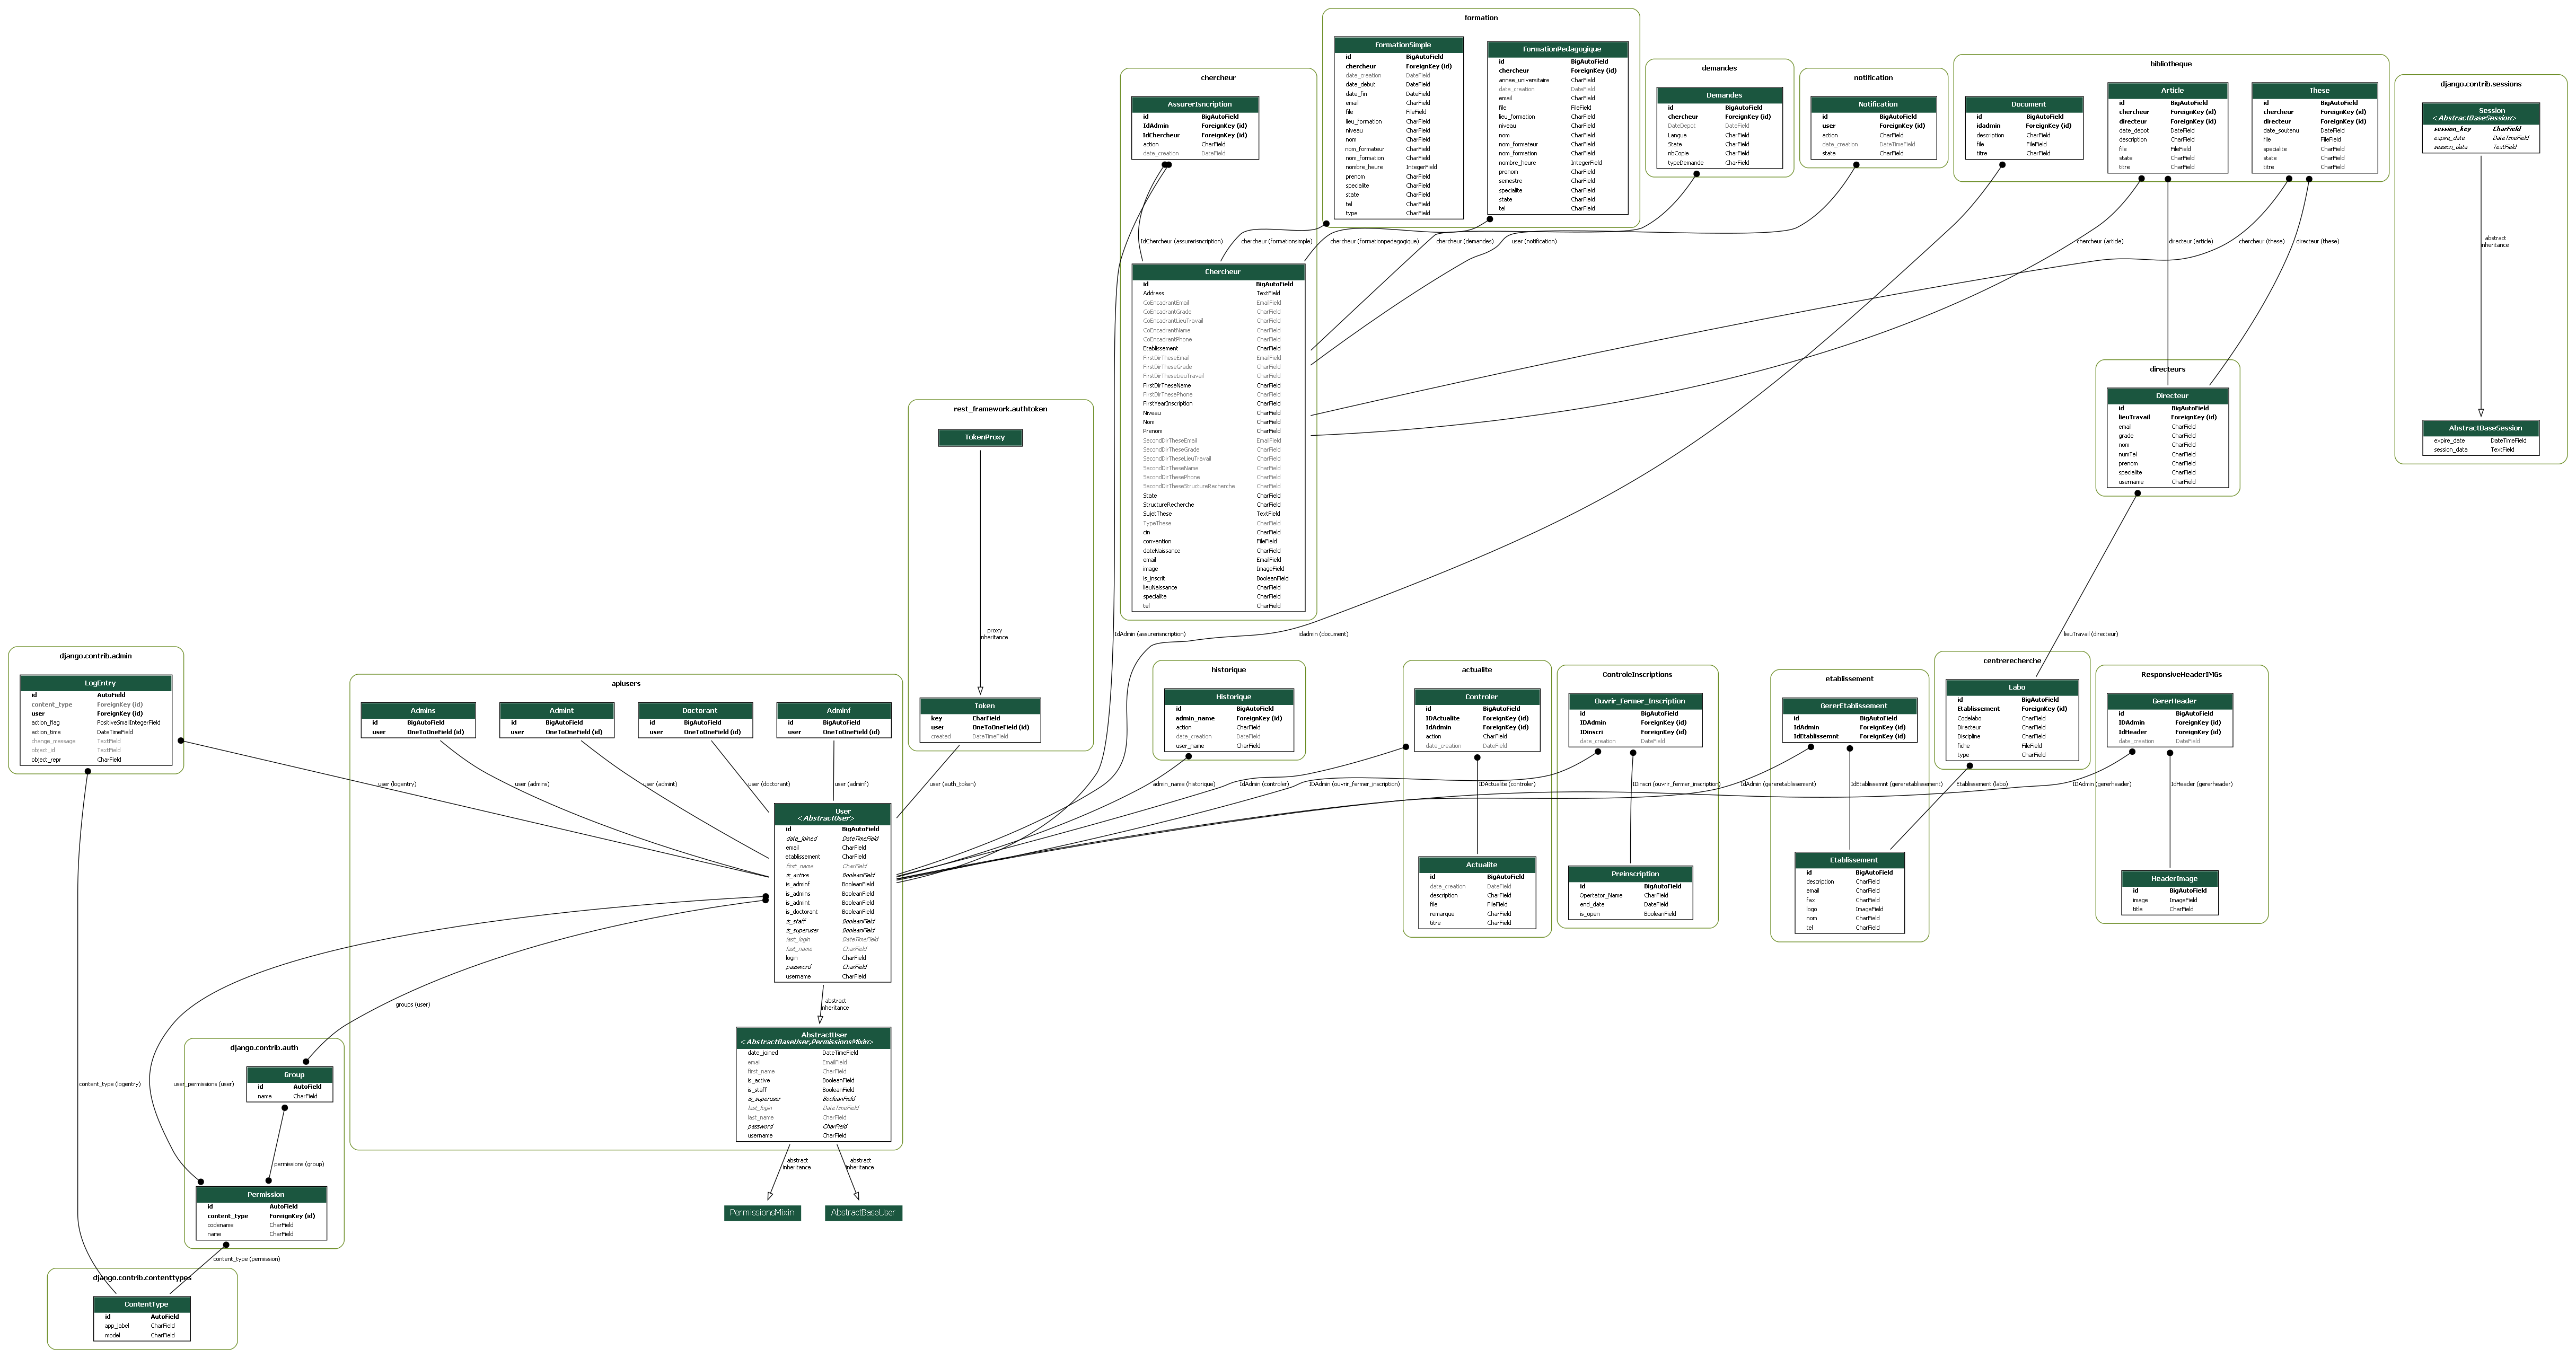 formation
FormationSimple
id BigAutoField
chercheur ForeignKey (id)
date_creation DateField
date_debut DateField
date_fin DateField
email CharField
file FileField
lieu_formation CharField
niveau CharField
nom CharField
nom_formateur CharField
nom_formation CharField
nombre_heure IntegerField
prenom CharField
specialite CharField
state CharField
tel CharField
type CharField
FormationPedagogique
id BigAutoField
chercheur ForeignKey (id)
annee_universitaire CharField
date_creation DateField
email CharField
file FileField
lieu_formation CharField
niveau CharField
nom CharField
nom_formateur CharField
nom_formation CharField
nombre_heure IntegerField
prenom CharField
semestre CharField
specialite CharField
state CharField
tel CharField
chercheur
AssurerIsncription
id BigAutoField
IdAdmin ForeignKey (id)
IdChercheur ForeignKey (id)
action CharField
date_creation DateField
demandes
Demandes
id BigAutoField
chercheur ForeignKey (id)
DateDepot DateField
Langue CharField
State CharField
nbCopie CharField
typeDemande CharField
notification
Notification
id BigAutoField
user ForeignKey (id)
action CharField
date_creation DateTimeField
state CharField
bibliotheque
Document
id BigAutoField
idadmin ForeignKey (id)
description CharField
file FileField
titre CharField
Article
id BigAutoField
chercheur ForeignKey (id)
directeur ForeignKey (id)
date_depot DateField
description CharField
file FileField
state CharField
titre CharField
These
id BigAutoField
chercheur ForeignKey (id)
directeur ForeignKey (id)
date_soutenu DateField
file FileField
specialite CharField
state CharField
titre CharField
django.contrib.sessions
Session
<AbstractBaseSession>
session_key CharField
expire_date DateTimeField
session_data TextField
IdChercheur (assurerisncription)
chercheur (formationsimple)
chercheur (formationpedagogique)
chercheur (demandes)
user (notification)
chercheur (article)
directeur (article)
chercheur (these)
directeur (these)
abstract
inheritance
Chercheur
id BigAutoField
Address TextField
CoEncadrantEmail EmailField
CoEncadrantGrade CharField
CoEncadrantLieuTravail CharField
CoEncadrantName CharField
CoEncadrantPhone CharField
Etablissement CharField
FirstDirTheseEmail EmailField
FirstDirTheseGrade CharField
FirstDirTheseLieuTravail CharField
FirstDirTheseName CharField
FirstDirThesePhone CharField
FirstYearInscription CharField
Niveau CharField
Nom CharField
Prenom CharField
SecondDirTheseEmail EmailField
SecondDirTheseGrade CharField
SecondDirTheseLieuTravail CharField
SecondDirTheseName CharField
SecondDirThesePhone CharField
SecondDirTheseStructureRecherche CharField
State CharField
StructureRecherche CharField
SujetThese TextField
TypeThese CharField
cin CharField
convention FileField
dateNaissance CharField
email EmailField
image ImageField
is_inscrit BooleanField
lieuNaissance CharField
specialite CharField
tel CharField
directeurs
Directeur
id BigAutoField
lieuTravail ForeignKey (id)
email CharField
grade CharField
nom CharField
numTel CharField
prenom CharField
specialite CharField
username CharField
AbstractBaseSession
expire_date DateTimeField
session_data TextField
rest_framework.authtoken
TokenProxy
proxy
inheritance
Token
key CharField
user OneToOneField (id)
created DateTimeField
IdAdmin (assurerisncription)
idadmin (document)
lieuTravail (directeur)
django.contrib.admin
LogEntry
id AutoField
content_type ForeignKey (id)
user ForeignKey (id)
action_flag PositiveSmallIntegerField
action_time DateTimeField
change_message TextField
object_id TextField
object_repr CharField
apiusers
Admins
id BigAutoField
user OneToOneField (id)
Admint
id BigAutoField
user OneToOneField (id)
Doctorant
id BigAutoField
user OneToOneField (id)
Adminf
id BigAutoField
user OneToOneField (id)
historique
Historique
id BigAutoField
admin_name ForeignKey (id)
action CharField
date_creation DateField
user_name CharField
actualite
Controler
id BigAutoField
IDActualite ForeignKey (id)
IdAdmin ForeignKey (id)
action CharField
date_creation DateField
ControleInscriptions
Ouvrir_Fermer_Inscription
id BigAutoField
IDAdmin ForeignKey (id)
IDinscri ForeignKey (id)
date_creation DateField
etablissement
GererEtablissement
id BigAutoField
IdAdmin ForeignKey (id)
IdEtablissemnt ForeignKey (id)
centrerecherche
Labo
id BigAutoField
Etablissement ForeignKey (id)
Codelabo CharField
Directeur CharField
Discipline CharField
fiche FileField
type CharField
ResponsiveHeaderIMGs
GererHeader
id BigAutoField
IDAdmin ForeignKey (id)
IdHeader ForeignKey (id)
date_creation DateField
user (logentry)
user (admins)
user (admint)
user (doctorant)
user (adminf)
user (auth_token)
admin_name (historique)
IdAdmin (controler)
IDAdmin (ouvrir_fermer_inscription)
IDActualite (controler)
IDinscri (ouvrir_fermer_inscription)
IdAdmin (gereretablissement)
IdEtablissemnt (gereretablissement)
Etablissement (labo)
IDAdmin (gererheader)
IdHeader (gererheader)
User
<AbstractUser>
id BigAutoField
date_joined DateTimeField
email CharField
etablissement CharField
first_name CharField
is_active BooleanField
is_adminf BooleanField
is_admins BooleanField
is_admint BooleanField
is_doctorant BooleanField
is_staff BooleanField
is_superuser BooleanField
last_login DateTimeField
last_name CharField
login CharField
password CharField
username CharField
Actualite
id BigAutoField
date_creation DateField
description CharField
file FileField
remarque CharField
titre CharField
Preinscription
id BigAutoField
Opertator_Name CharField
end_date DateField
is_open BooleanField
Etablissement
id BigAutoField
description CharField
email CharField
fax CharField
logo ImageField
nom CharField
tel CharField
HeaderImage
id BigAutoField
image ImageField
title CharField
groups (user)
abstract
inheritance
AbstractUser
<AbstractBaseUser,PermissionsMixin>
date_joined DateTimeField
email EmailField
first_name CharField
is_active BooleanField
is_staff BooleanField
is_superuser BooleanField
last_login DateTimeField
last_name CharField
password CharField
username CharField
django.contrib.auth
Group
id AutoField
name CharField
content_type (logentry)
user_permissions (user)
permissions (group)
abstract
inheritance
abstract
inheritance
Permission
id AutoField
content_type ForeignKey (id)
codename CharField
name CharField
PermissionsMixin
AbstractBaseUser
content_type (permission)
django.contrib.contenttypes
ContentType
id AutoField
app_label CharField
model CharField